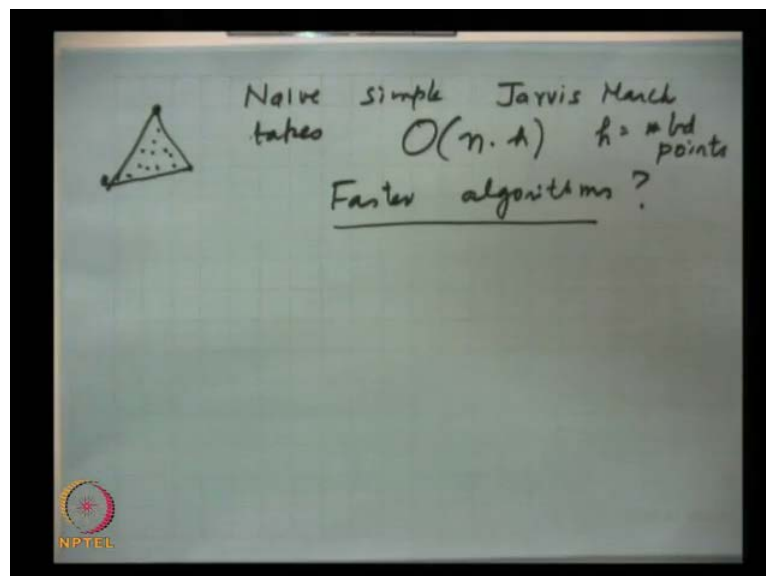 Naive simple Jarvis March
takes O(n.h) h = # bd
points
Faster algorithms ?
NPTEL